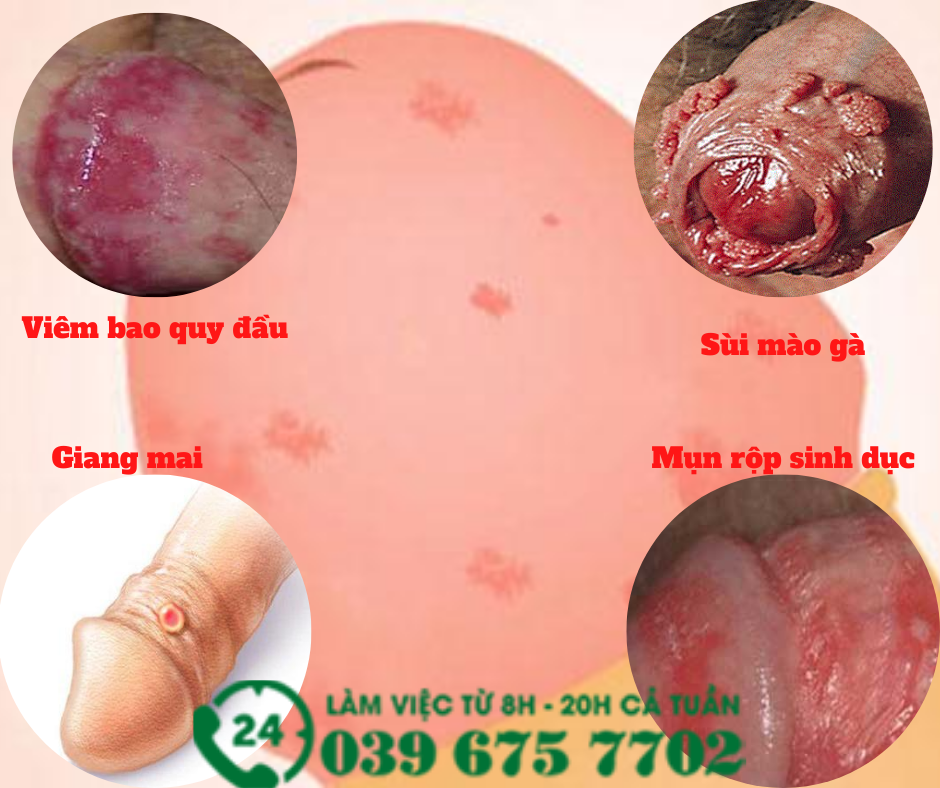 Viêm bao quy đầu
Sùi mào gà
Giang mai
Mụn rộp sinh dục
24
LÀM VIỆC TỪ 8H - 20H CẢ TUẦN
039 675 7702